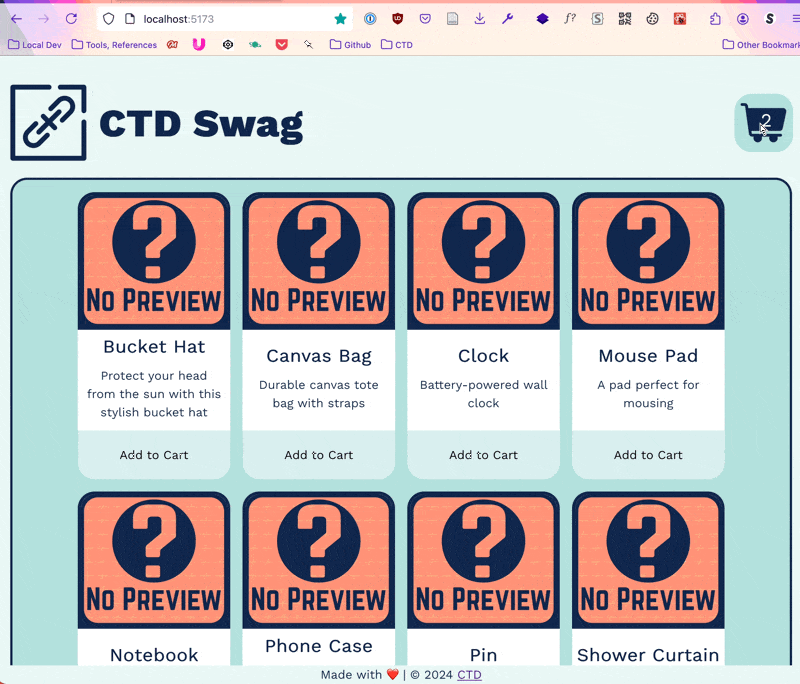 localhost:5173
Local Dev Tools, References Github CTD Other Bookmark
CTD Swag
2
No Preview No Preview No Preview No Preview
Bucket Hat
Protect your head
from the sun with this
stylish bucket hat
Add to Cart
Canvas Bag
Durable canvas tote
bag with straps
Add to Cart
Clock
Battery-powered wall
clock
Add to Cart
Mouse Pad
A pad perfect for
mousing
Add to Cart
No Preview No Preview No Preview No Preview
Notebook
Phone Case
Pin
Shower Curtain
Made with ❤️ | © 2024 CTD